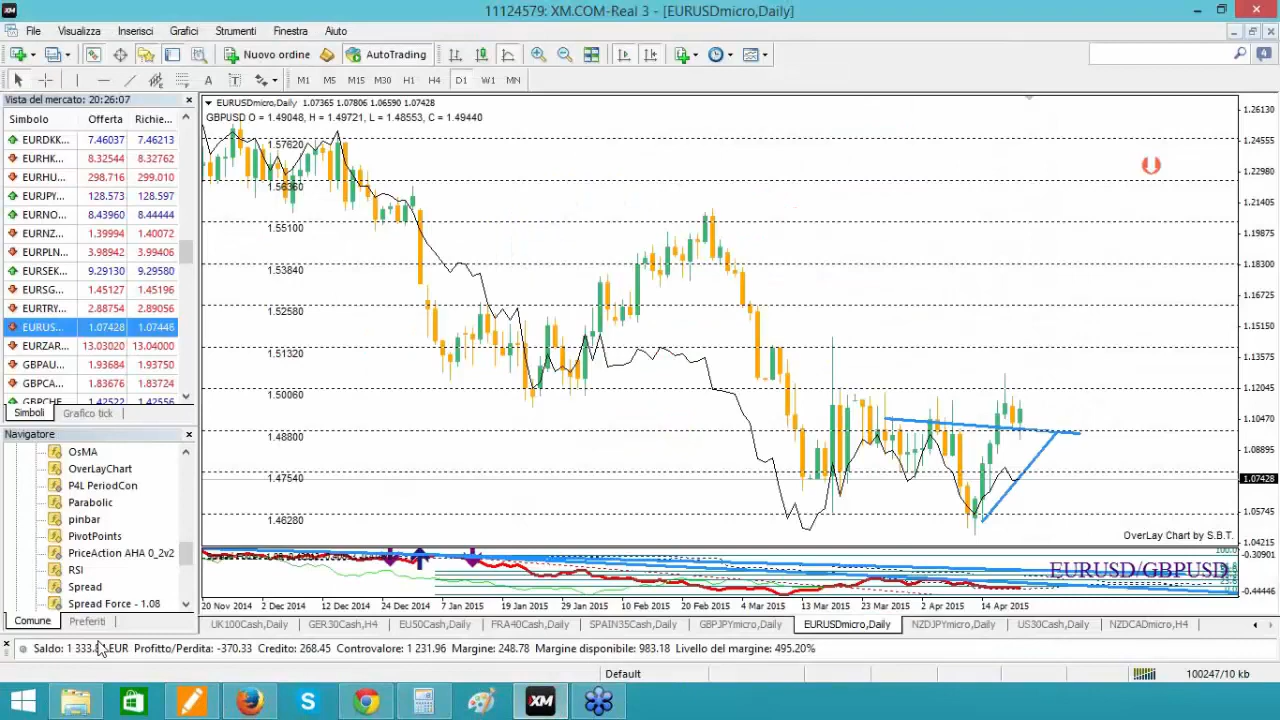 11124579: XM.COM-Real 3 - [EURUSDmicro,Daily]
File Visualizza Inserisci Grafici Strumenti Finestra Aiuto
Nuovo ordine AutoTrading 4
A T M1 M5 M15 M30 H1 H4 D1 W1 MN
Vista del mercato: 20:26:07
Simbolo Offerta Richie...
EURDKK... 7.46037 7.46213
EURHK... 8.32544 8.32762
EURHU... 298.716 299.010
EURJPY... 128.573 128.597
EURNO... 8.43960 8.44444
EURNZ... 1.39994 1.40072
EURPLN... 3.98942 3.99406
EURSEK... 9.29130 9.29580
EURSG... 1.45127 1.45196
EURTRY... 2.88754 2.89056
EURUS... 1.07428 1.07446
EURZAR... 13.03020 13.04000
GBPAU... 1.93684 1.93750
GBPCA... 1.83676 1.83724
GBPCHF 1.42522 1.42556
Simboli Grafico tick
Navigatore
OsMA
OverLayChart
P4L PeriodCon
Parabolic
pinbar
PivotPoints
PriceAction AHA 0_2v2
RSI
Spread
Spread Force - 1.08
Comune Preferiti
EURUSDmicro,Daily 1.07365 1.07806 1.06590 1.07428
GBPUSD O = 1.49048, H = 1.49721, L = 1.48553, C = 1.49440
1.57620
1.56360
1.55100
1.53840
1.52580
1.51320
1.50060
1.48800
1.47540
1.46280
1.26130
1.24555
1.22980
1.21405
1.19875
1.18300
1.16725
1.15150
1.13575
1.12045
1.10470
1.08895
1.07428
1.05745
1.04215
OverLay Chart by S.B.T.
100.0
0.30901
EURUSD/GBPUSD
-0.44446
20 Nov 2014 2 Dec 2014 12 Dec 2014 24 Dec 2014 7 Jan 2015 19 Jan 2015 29 Jan 2015 10 Feb 2015 20 Feb 2015 4 Mar 2015 13 Mar 2015 23 Mar 2015 2 Apr 2015 14 Apr 2015
UK100Cash,Daily GER30Cash,H4 EU50Cash,Daily FRA40Cash,Daily SPAIN35Cash,Daily GBPJPYmicro,Daily EURUSDmicro,Daily NZDJPYmicro,Daily US30Cash,Daily NZDCADmicro,H4
Saldo: 1 333. EUR Profitto/Perdita: -370.33 Credito: 268.45 Controvalore: 1 231.96 Margine: 248.78 Margine disponibile: 983.18 Livello del margine: 495.20%
Default 100247/10 kb
XM